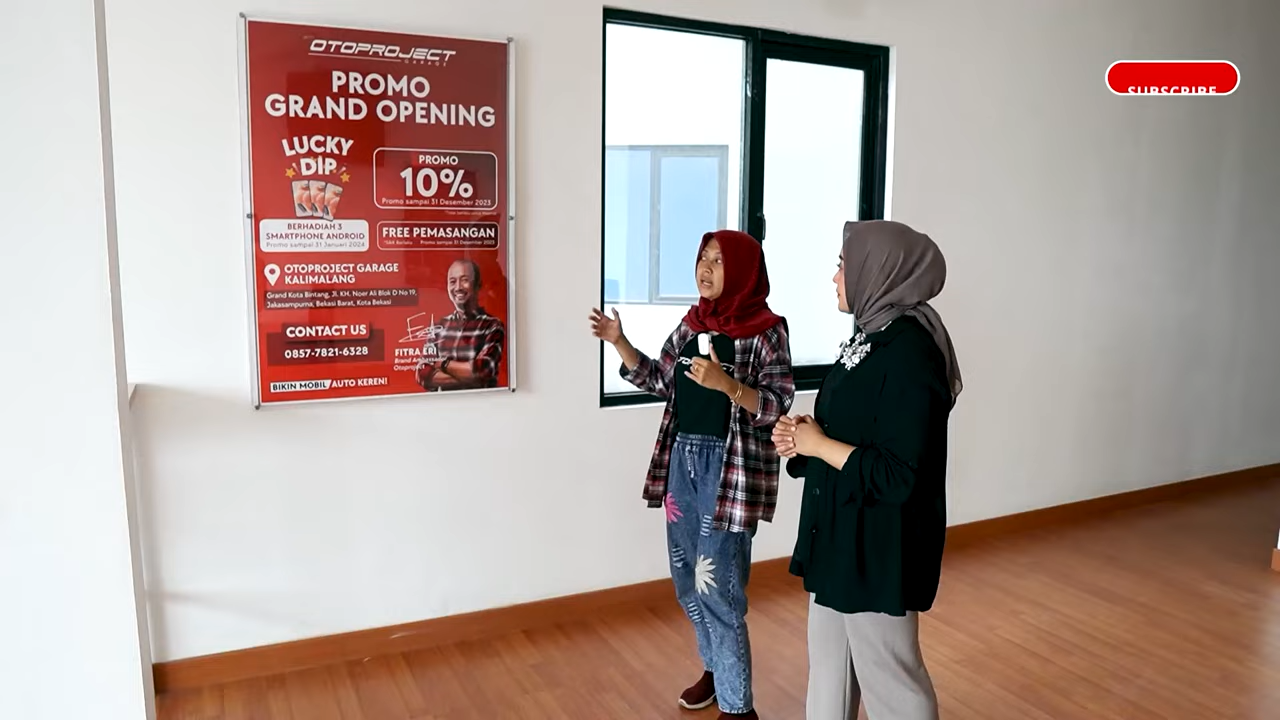 OTOPROJECT
GARAGE
PROMO
GRAND OPENING
LUCKY
DIP
PROMO
10%
Promo sampai 31 Desember 2023
BERHADIAH 3
SMARTPHONE ANDROID
Promo sampai 31 Januari 2024
FREE PEMASANGAN
Promo sampai 31 Desember 2023
OTOPROJECT GARAGE
KALIMALANG
Grand Kota Bintang, Jl. KH. Noer Ali Blok D No 19,
Jakasampurna, Bekasi Barat, Kota Bekasi
CONTACT US
0857-7821-6328
FITRA ERI
Brand Ambassador
Otoproject
BIKIN MOBIL AUTO KEREN!
SUBSCRIBE